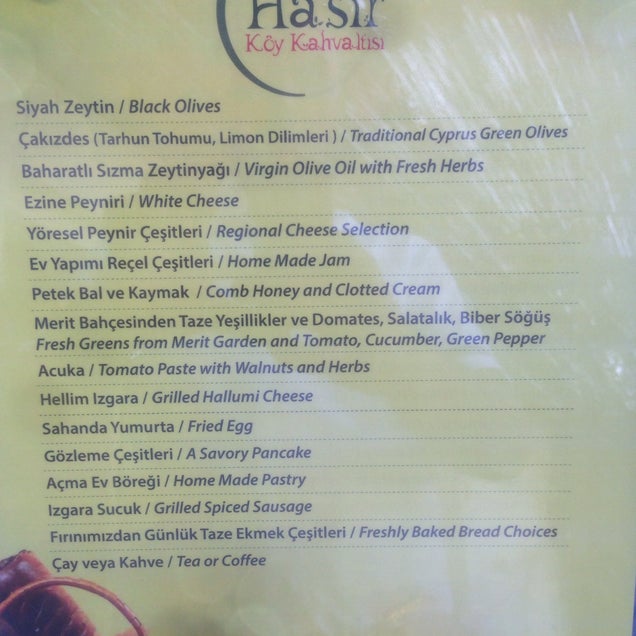 Hasır
Köy Kahvaltısı
Siyah Zeytin / Black Olives
Çakızdes (Tarhun Tohumu, Limon Dilimleri ) / Traditional Cyprus Green Olives
Baharatlı Sızma Zeytinyağı / Virgin Olive Oil with Fresh Herbs
Ezine Peyniri / White Cheese
Yöresel Peynir Çeşitleri / Regional Cheese Selection
Ev Yapımı Reçel Çeşitleri / Home Made Jam
Petek Bal ve Kaymak / Comb Honey and Clotted Cream
Merit Bahçesinden Taze Yeşillikler ve Domates, Salatalık, Biber Söğüş
Fresh Greens from Merit Garden and Tomato, Cucumber, Green Pepper
Acuka / Tomato Paste with Walnuts and Herbs
Hellim Izgara / Grilled Hallumi Cheese
Sahanda Yumurta / Fried Egg
Gözleme Çeşitleri / A Savory Pancake
Açma Ev Böreği / Home Made Pastry
Izgara Sucuk / Grilled Spiced Sausage
Fırınımızdan Günlük Taze Ekmek Çeşitleri / Freshly Baked Bread Choices
Çay veya Kahve / Tea or Coffee